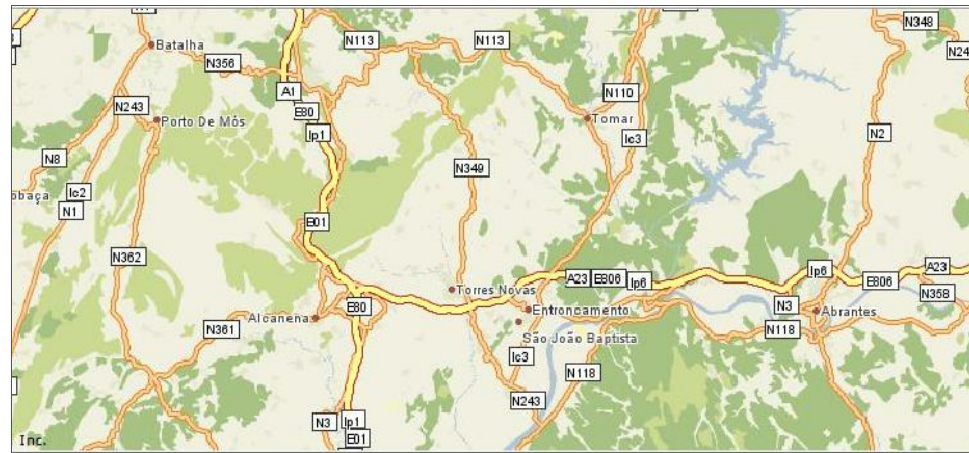 N1
N113
N113
N348
N24
Batalha
N356
A1
N243
E80
N110
Porto De Mós
Ip1
Tomar
N2
Ic3
N8
N349
Ic2
obaça
N1
E01
N362
Ip6
A23
A23
E806
Ip6
E806
Torres Novas
N358
E80
Entroncamento
N3
Abrantes
Alcanena
N361
São João Baptista
N118
Ic3
N118
N243
N3
Ip1
E01
Inc.